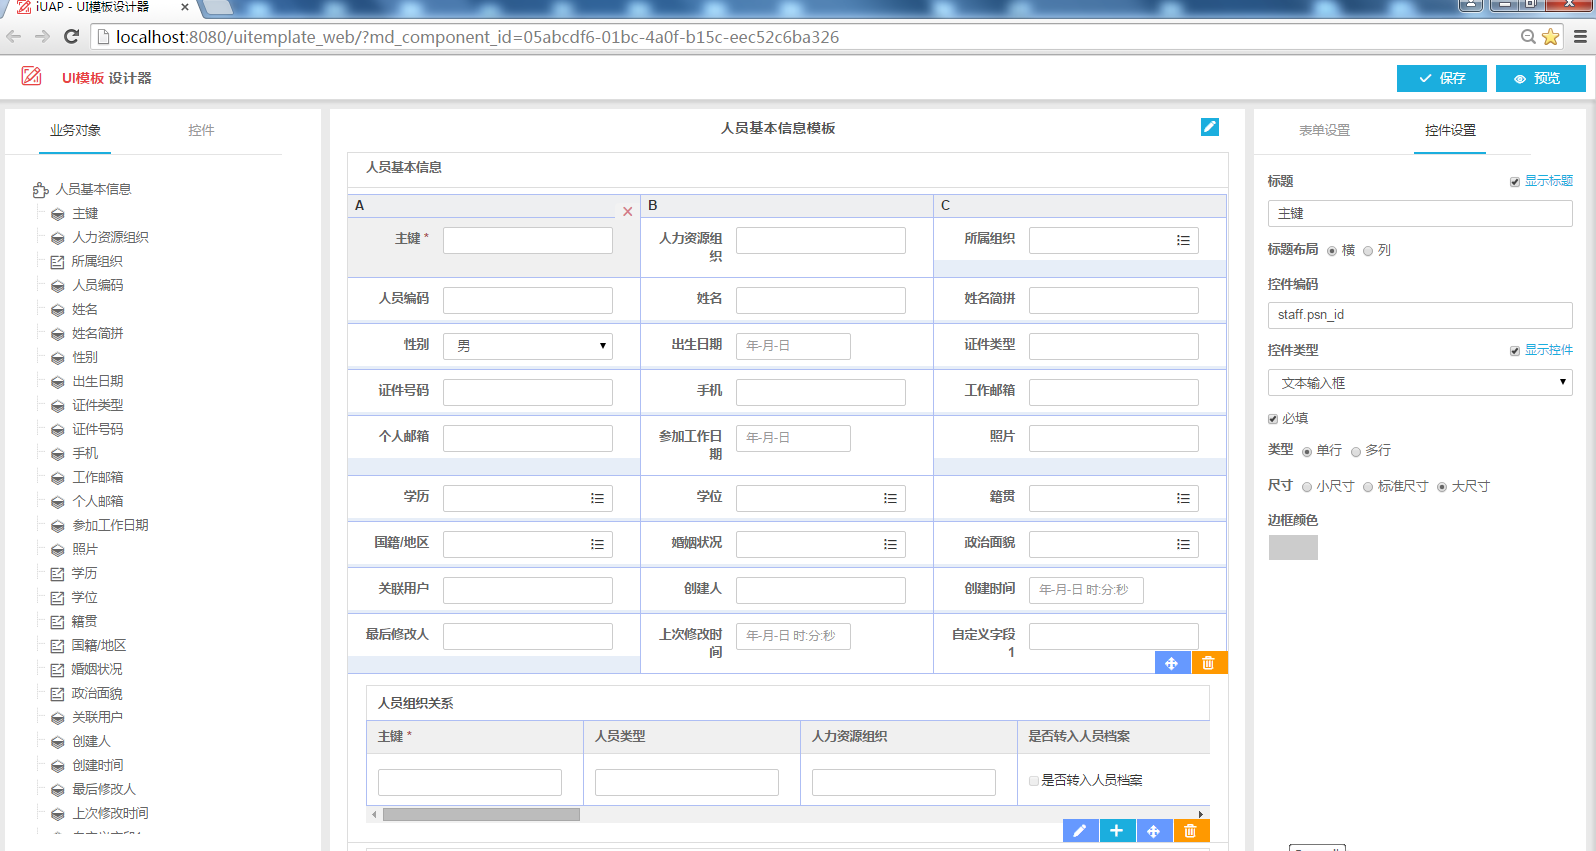 iUAP - UI模板设计器
localhost:8080/uitemplate_web/?md_component_id=05abcdf6-01bc-4a0f-b15c-eec52c6ba326
UI模板 设计器
保存
预览
业务对象
控件
人员基本信息
主键
人力资源组织
所属组织
人员编码
姓名
姓名简拼
性别
出生日期
证件类型
证件号码
手机
工作邮箱
个人邮箱
参加工作日期
照片
学历
学位
籍贯
国籍/地区
婚姻状况
政治面貌
关联用户
创建人
创建时间
最后修改人
上次修改时间
人员基本信息模板
人员基本信息
A
B
C
主键 *
人力资源组
织
所属组织
人员编码
姓名
姓名简拼
性别
男
出生日期
年-月-日
证件类型
证件号码
手机
工作邮箱
个人邮箱
参加工作日
期
年-月-日
照片
学历
学位
籍贯
国籍/地区
婚姻状况
政治面貌
关联用户
创建人
创建时间
年-月-日 时:分:秒
最后修改人
上次修改时
间
年-月-日 时:分:秒
自定义字段
1
人员组织关系
主键 *
人员类型
人力资源组织
是否转入人员档案
是否转入人员档案
表单设置
控件设置
标题
显示标题
主键
标题布局
横
列
控件编码
staff.psn_id
控件类型
显示控件
文本输入框
必填
类型
单行
多行
尺寸
小尺寸
标准尺寸
大尺寸
边框颜色